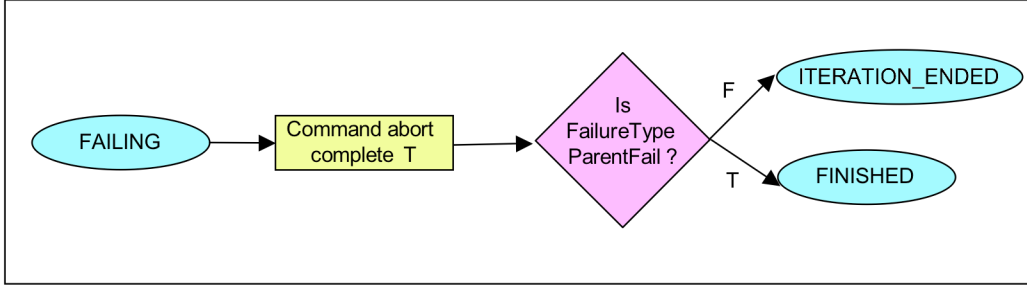 FAILING
Command abort
complete T
Is
FailureType
ParentFail ?
F
T
ITERATION_ENDED
FINISHED